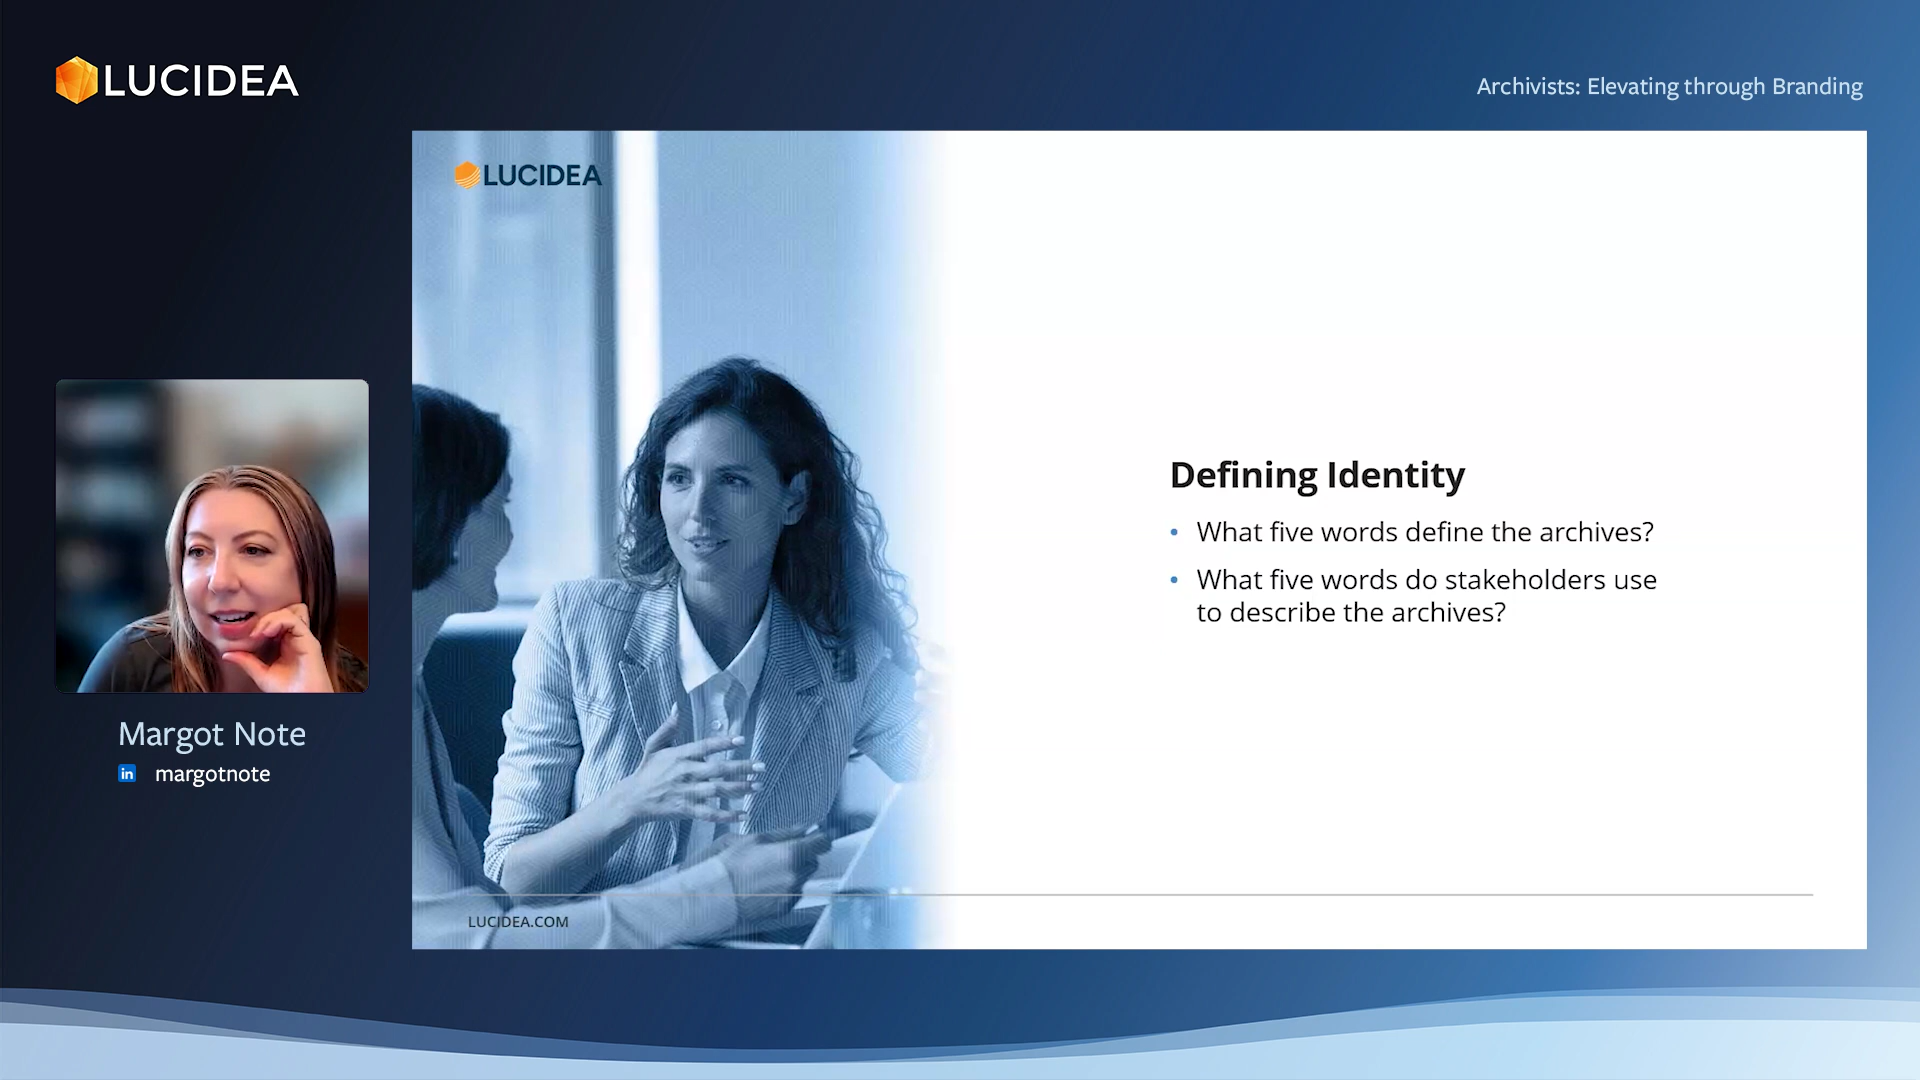 LUCIDEA
Archivists: Elevating through Branding
LUCIDEA
Defining Identity
• What five words define the archives?
• What five words do stakeholders use
to describe the archives?
Margot Note
in margotnote
LUCIDEA.COM